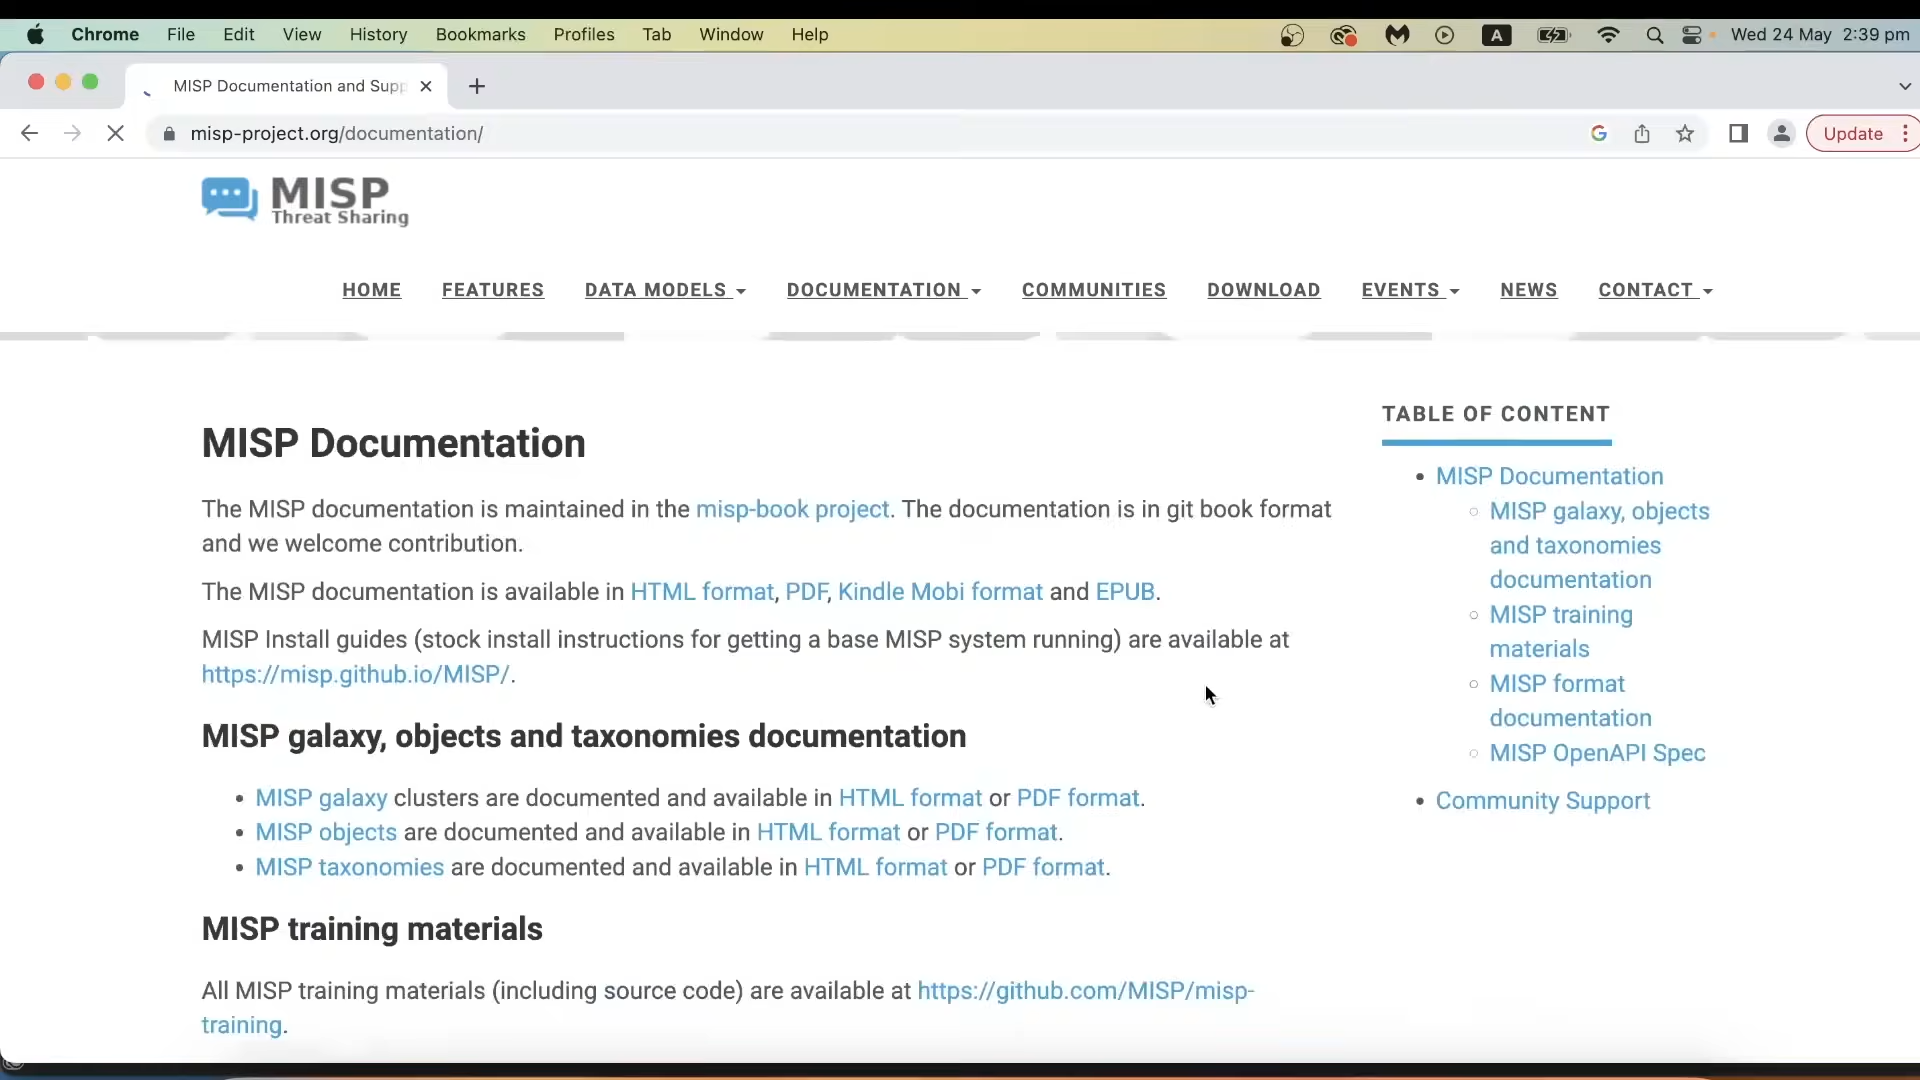 Chrome File Edit View History Bookmarks Profiles Tab Window Help A Wed 24 May 2:39 pm
MISP Documentation and Supp
misp-project.org/documentation/ Update
MISP
Threat Sharing
HOME FEATURES DATA MODELS DOCUMENTATION COMMUNITIES DOWNLOAD EVENTS NEWS CONTACT
MISP Documentation
The MISP documentation is maintained in the misp-book project. The documentation is in git book format
and we welcome contribution.
The MISP documentation is available in HTML format, PDF, Kindle Mobi format and EPUB.
MISP Install guides (stock install instructions for getting a base MISP system running) are available at
https://misp.github.io/MISP/.
MISP galaxy, objects and taxonomies documentation
• MISP galaxy clusters are documented and available in HTML format or PDF format.
• MISP objects are documented and available in HTML format or PDF format.
• MISP taxonomies are documented and available in HTML format or PDF format.
MISP training materials
All MISP training materials (including source code) are available at https://github.com/MISP/misp-
training.
TABLE OF CONTENT
• MISP Documentation
○ MISP galaxy, objects
and taxonomies
documentation
○ MISP training
materials
○ MISP format
documentation
○ MISP OpenAPI Spec
• Community Support